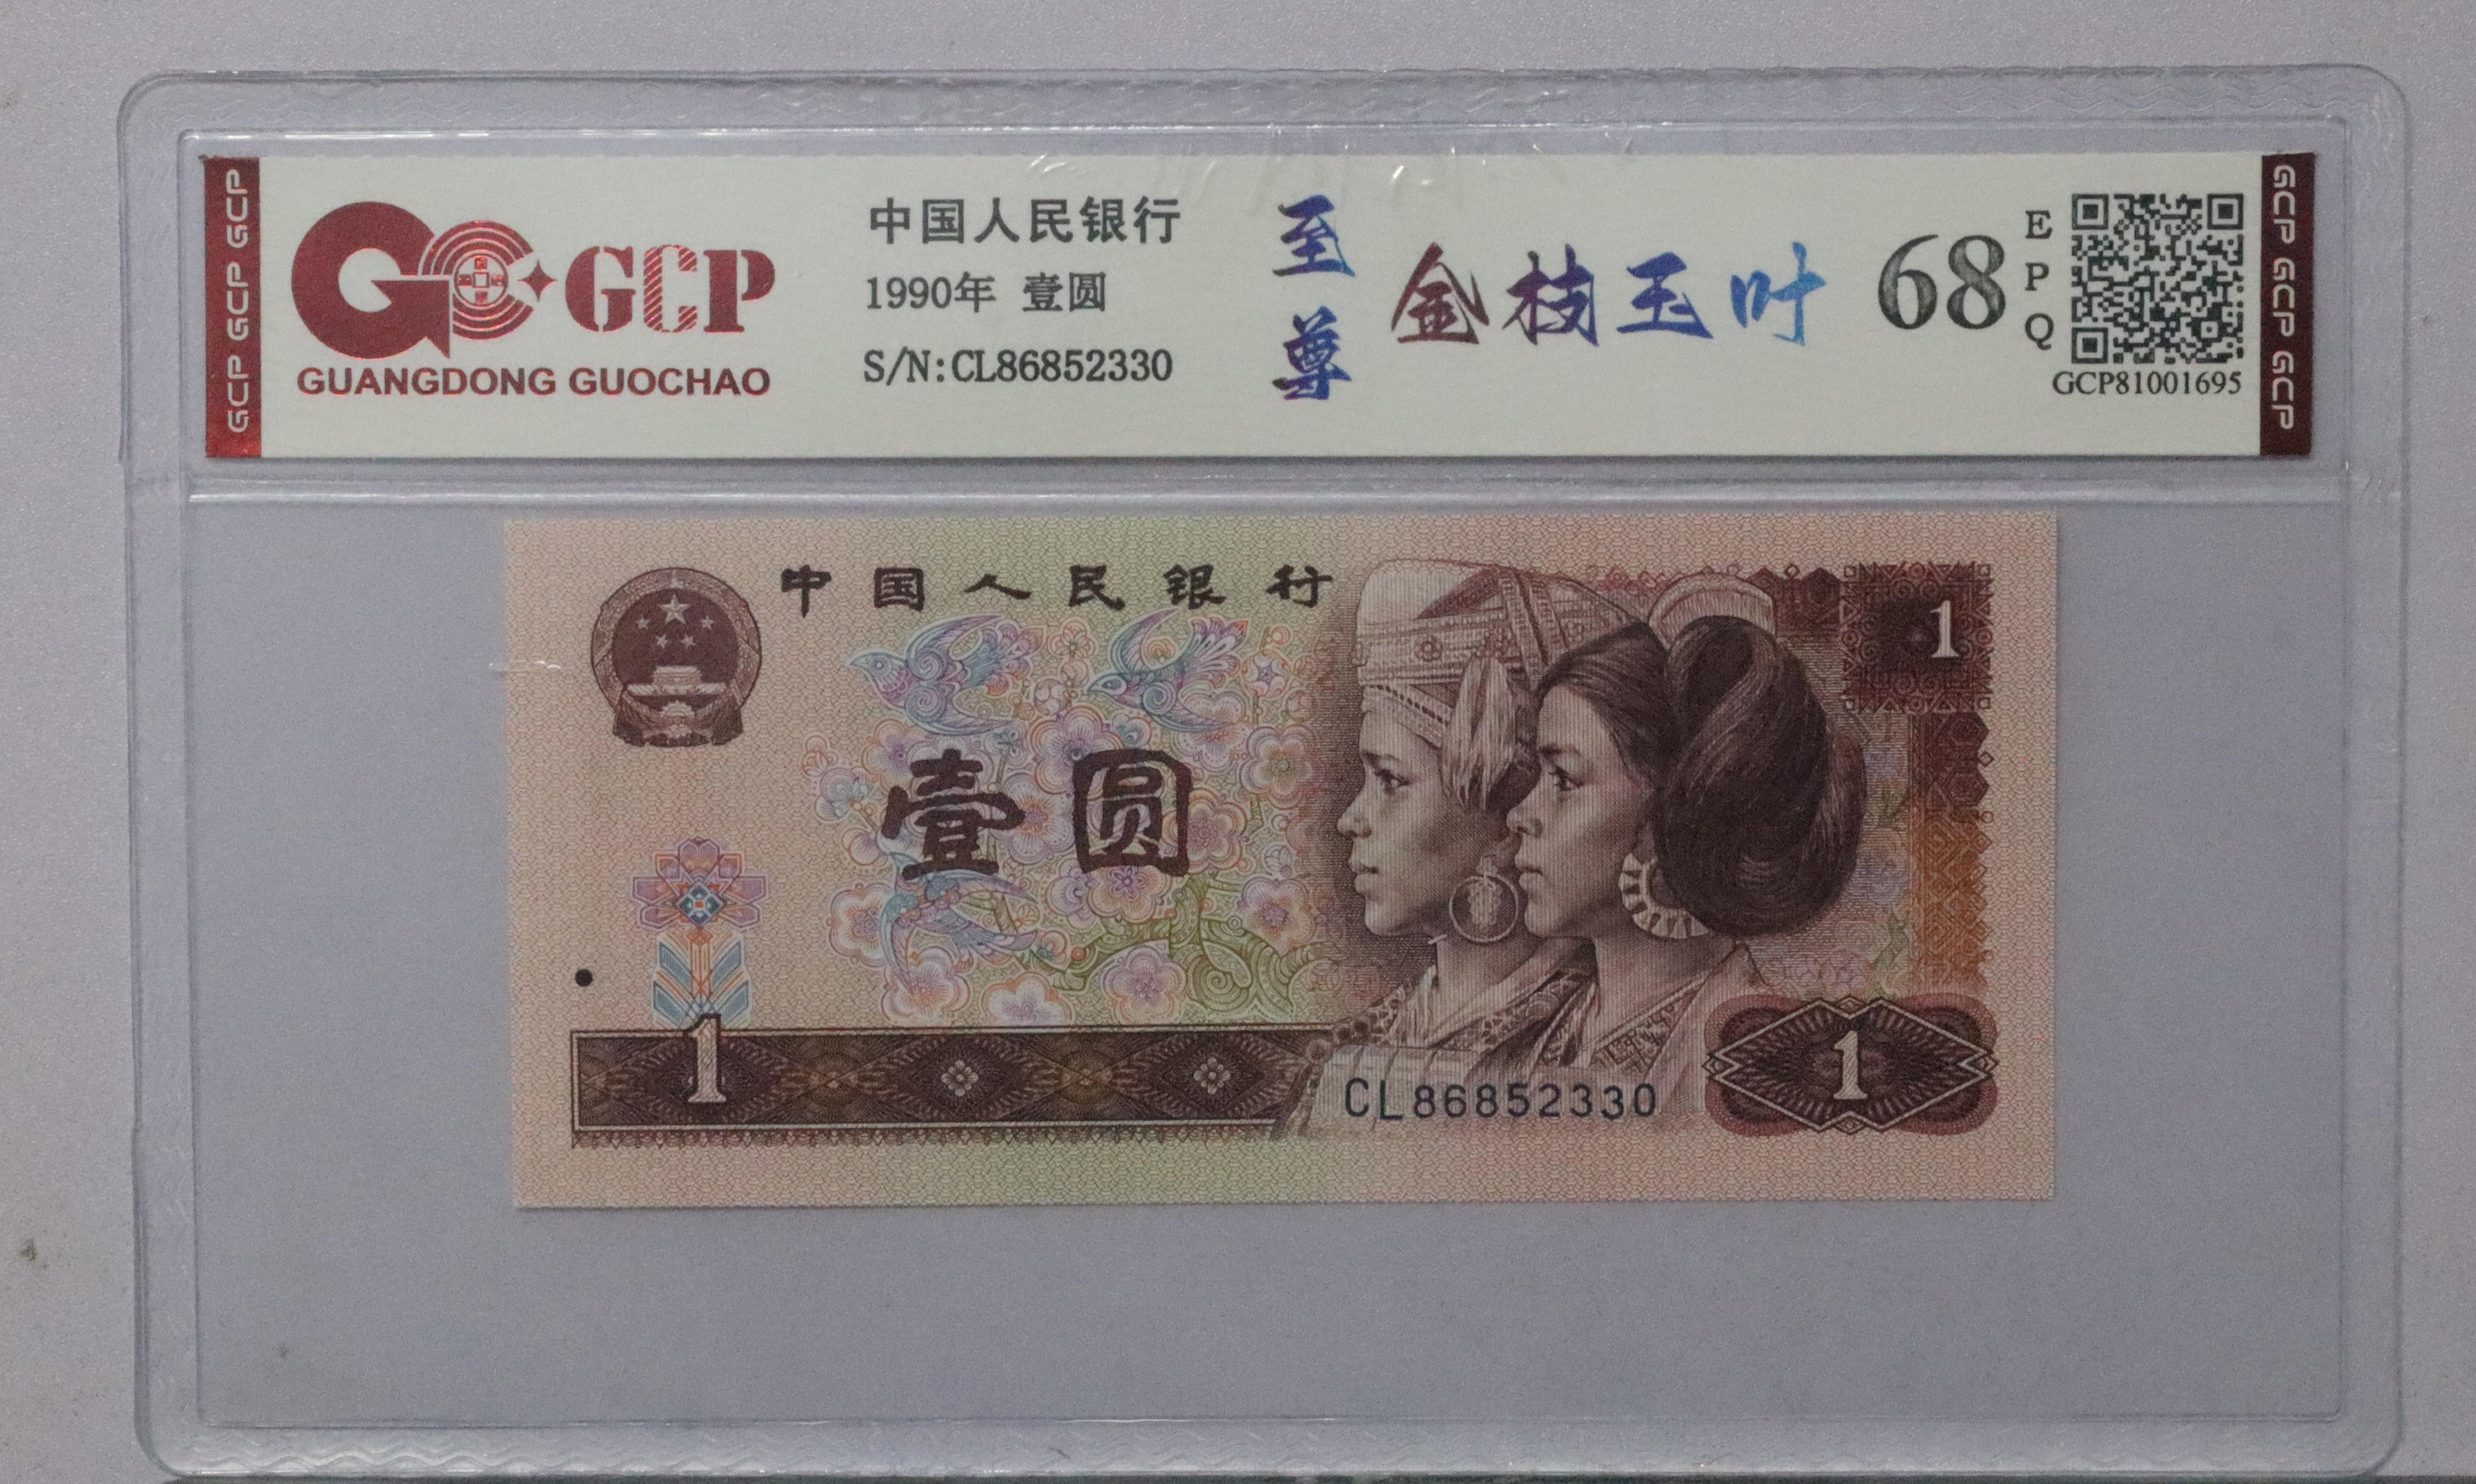 GCP GCP GCP
GCP
GUANGDONG GUOCHAO
中国人民银行
1990年 壹圆
S/N:CL86852330
至尊
金枝玉叶
68
EPQ
GCP81001695
GCP GCP GCP
中国人民银行
1
壹圆
1
CL86852330
1